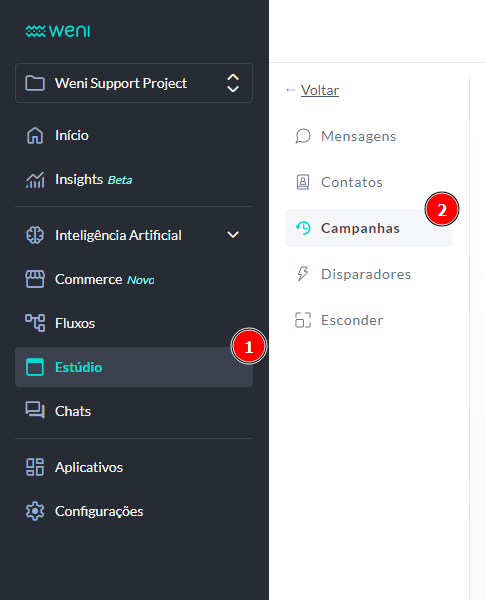 weni
Weni Support Project
Início
Insights Beta
Inteligência Artificial
Commerce Novo
Fluxos
Estúdio
1
Chats
Aplicativos
Configurações
← Voltar
Mensagens
Contatos
Campanhas
2
Disparadores
Esconder